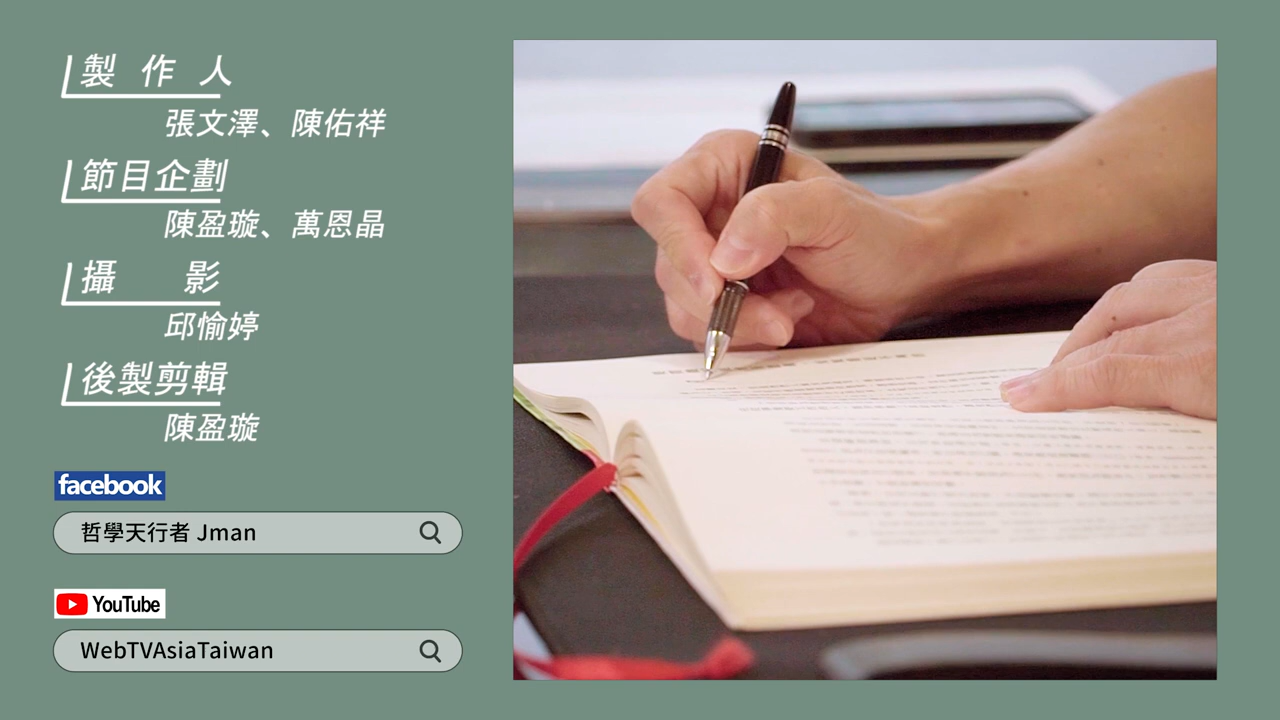 製作人
張文澤、陳佑祥
節目企劃
陳盈璇、萬恩晶
攝影
邱愉婷
後製剪輯
陳盈璇
facebook
哲學天行者 Jman
YouTube
WebTVAsiaTaiwan